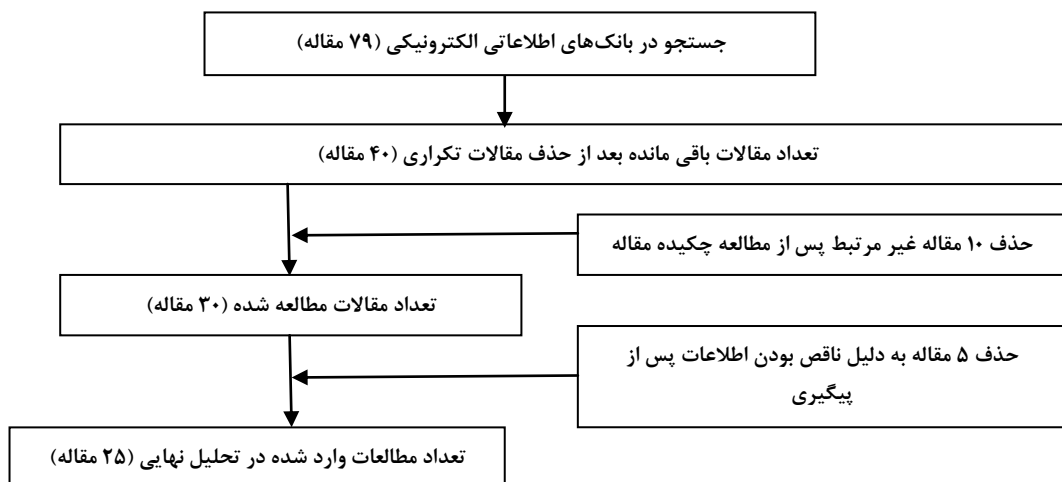 جستجو در بانک‌های اطلاعاتی الکترونیکی (۷۹ مقاله)
تعداد مقالات باقی مانده بعد از حذف مقالات تکراری (۴۰ مقاله)
حذف ۱۰ مقاله غیر مرتبط پس از مطالعه چکیده مقاله
تعداد مقالات مطالعه شده (۳۰ مقاله)
حذف ۵ مقاله به دلیل ناقص بودن اطلاعات پس از
پیگیری
تعداد مطالعات وارد شده در تحلیل نهایی (۲۵ مقاله)